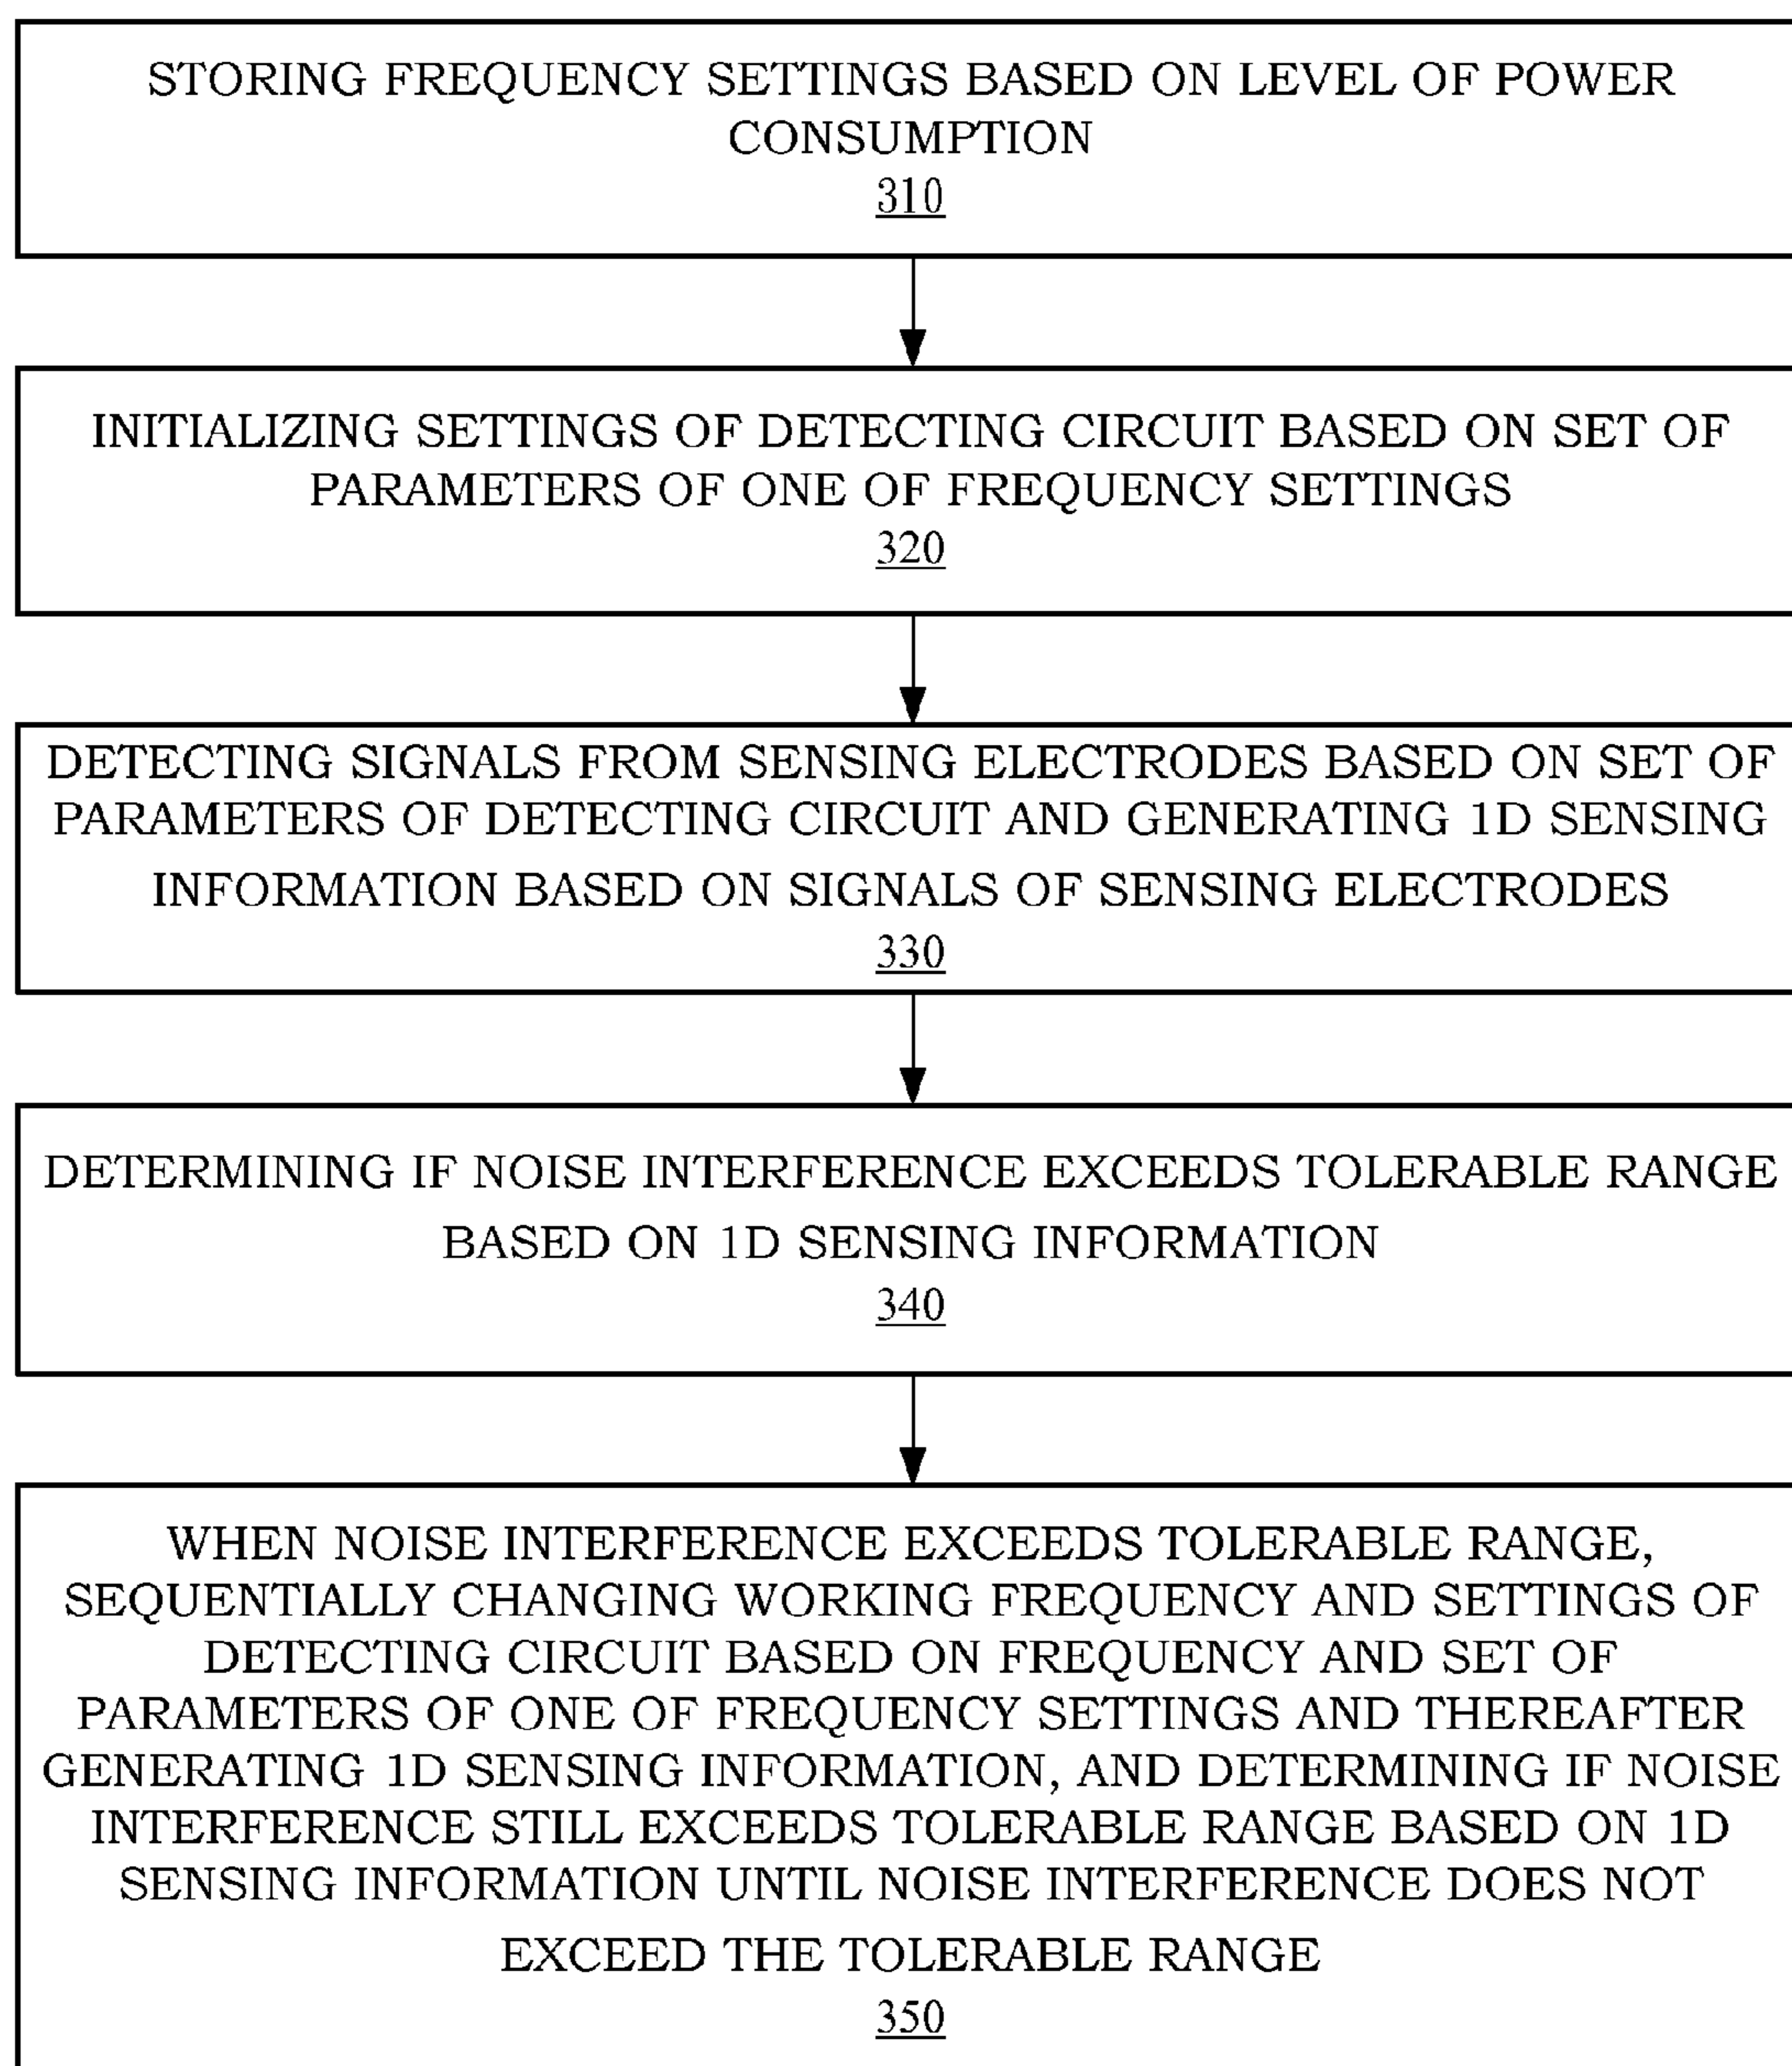 STORING FREQUENCY SETTINGS BASED ON LEVEL OF POWER
CONSUMPTION
310
INITIALIZING SETTINGS OF DETECTING CIRCUIT BASED ON SET OF
PARAMETERS OF ONE OF FREQUENCY SETTINGS
320
DETECTING SIGNALS FROM SENSING ELECTRODES BASED ON SET OF
PARAMETERS OF DETECTING CIRCUIT AND GENERATING 1D SENSING
INFORMATION BASED ON SIGNALS OF SENSING ELECTRODES
330
DETERMINING IF NOISE INTERFERENCE EXCEEDS TOLERABLE RANGE
BASED ON 1D SENSING INFORMATION
340
WHEN NOISE INTERFERENCE EXCEEDS TOLERABLE RANGE,
SEQUENTIALLY CHANGING WORKING FREQUENCY AND SETTINGS OF
DETECTING CIRCUIT BASED ON FREQUENCY AND SET OF
PARAMETERS OF ONE OF FREQUENCY SETTINGS AND THEREAFTER
GENERATING 1D SENSING INFORMATION, AND DETERMINING IF NOISE
INTERFERENCE STILL EXCEEDS TOLERABLE RANGE BASED ON 1D
SENSING INFORMATION UNTIL NOISE INTERFERENCE DOES NOT
EXCEED THE TOLERABLE RANGE
350